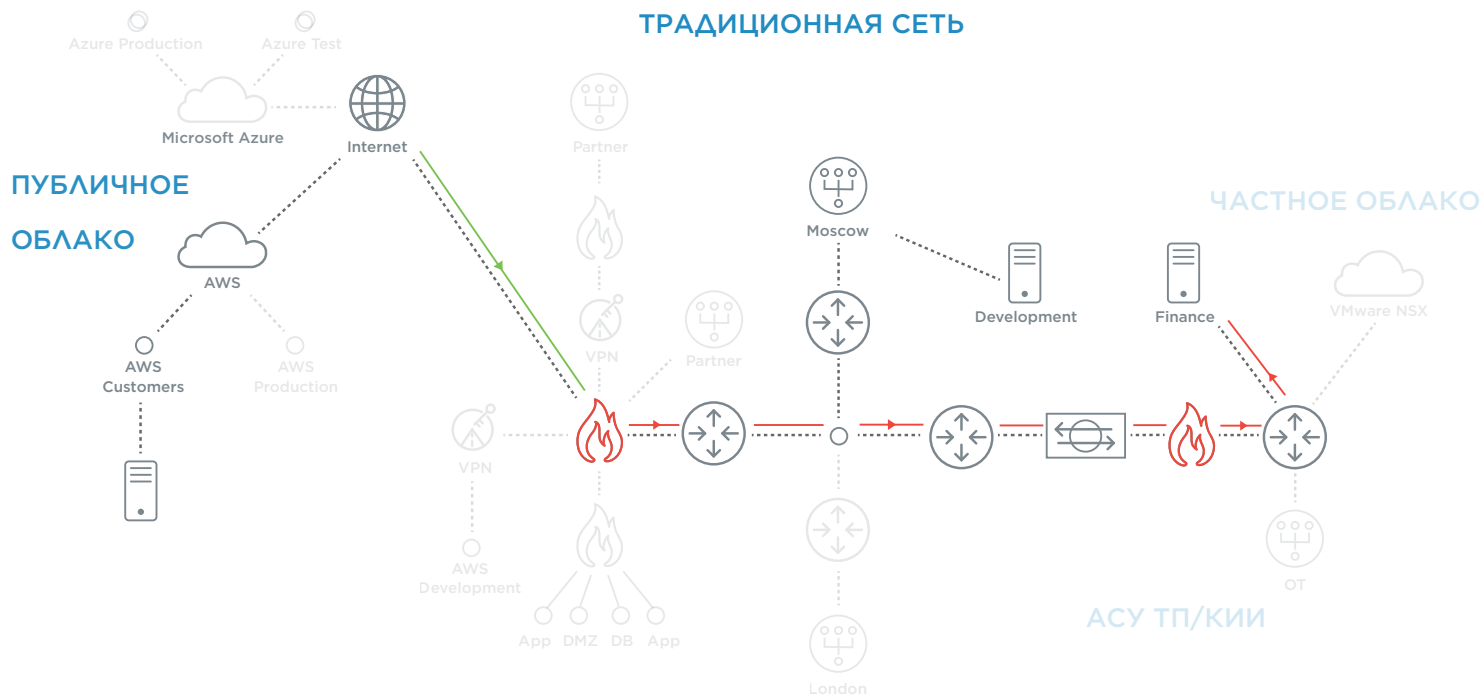 ТРАДИЦИОННАЯ СЕТЬ
Azure Production
Azure Test
Microsoft Azure
Internet
Partner
ПУБЛИЧНОЕ
ОБЛАКО
ЧАСТНОЕ ОБЛАКО
Moscow
AWS
Development
Finance
VMware NSX
VPN
Partner
AWS
Customers
AWS
Production
VPN
AWS
Development
OT
АСУ ТП/КИИ
App
DMZ
DB
App
London